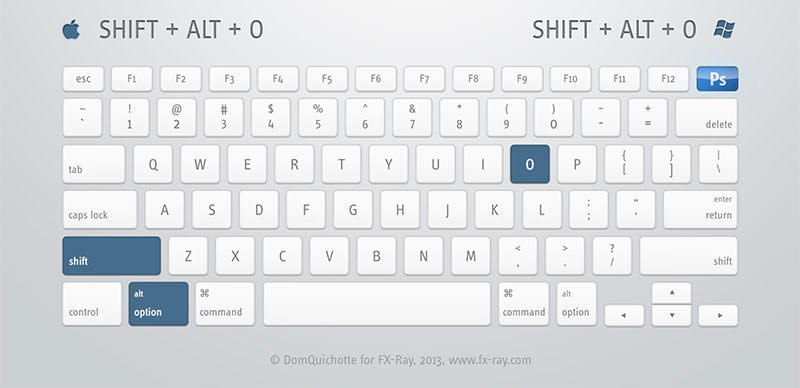 SHIFT + ALT + O SHIFT + ALT + O
esc F1 F2 F3 F4 F5 F6 F7 F8 F9 F10 F11 F12 Ps
~ ! @ # $ % ^ & * ( ) - +
` 1 2 3 4 5 6 7 8 9 0 - = delete
tab Q W E R T Y U I O P { [ } ] | \
caps lock A S D F G H J K L : ; " , enter return
shift Z X C V B N M < , > . ? / shift
control alt option ⌘ command ⌘ command alt option ◄ ▲ ▼ ►
© DomQuichotte for FX-Ray, 2013, www.fx-ray.com